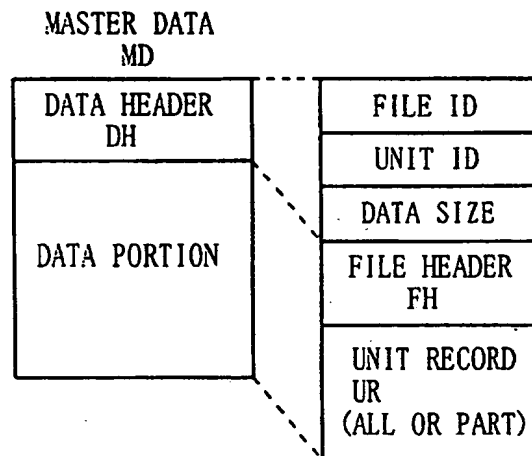 MASTER DATA
MD
DATA HEADER
DH
DATA PORTION
FILE ID
UNIT ID
DATA SIZE
FILE HEADER
FH
UNIT RECORD
UR
(ALL OR PART)